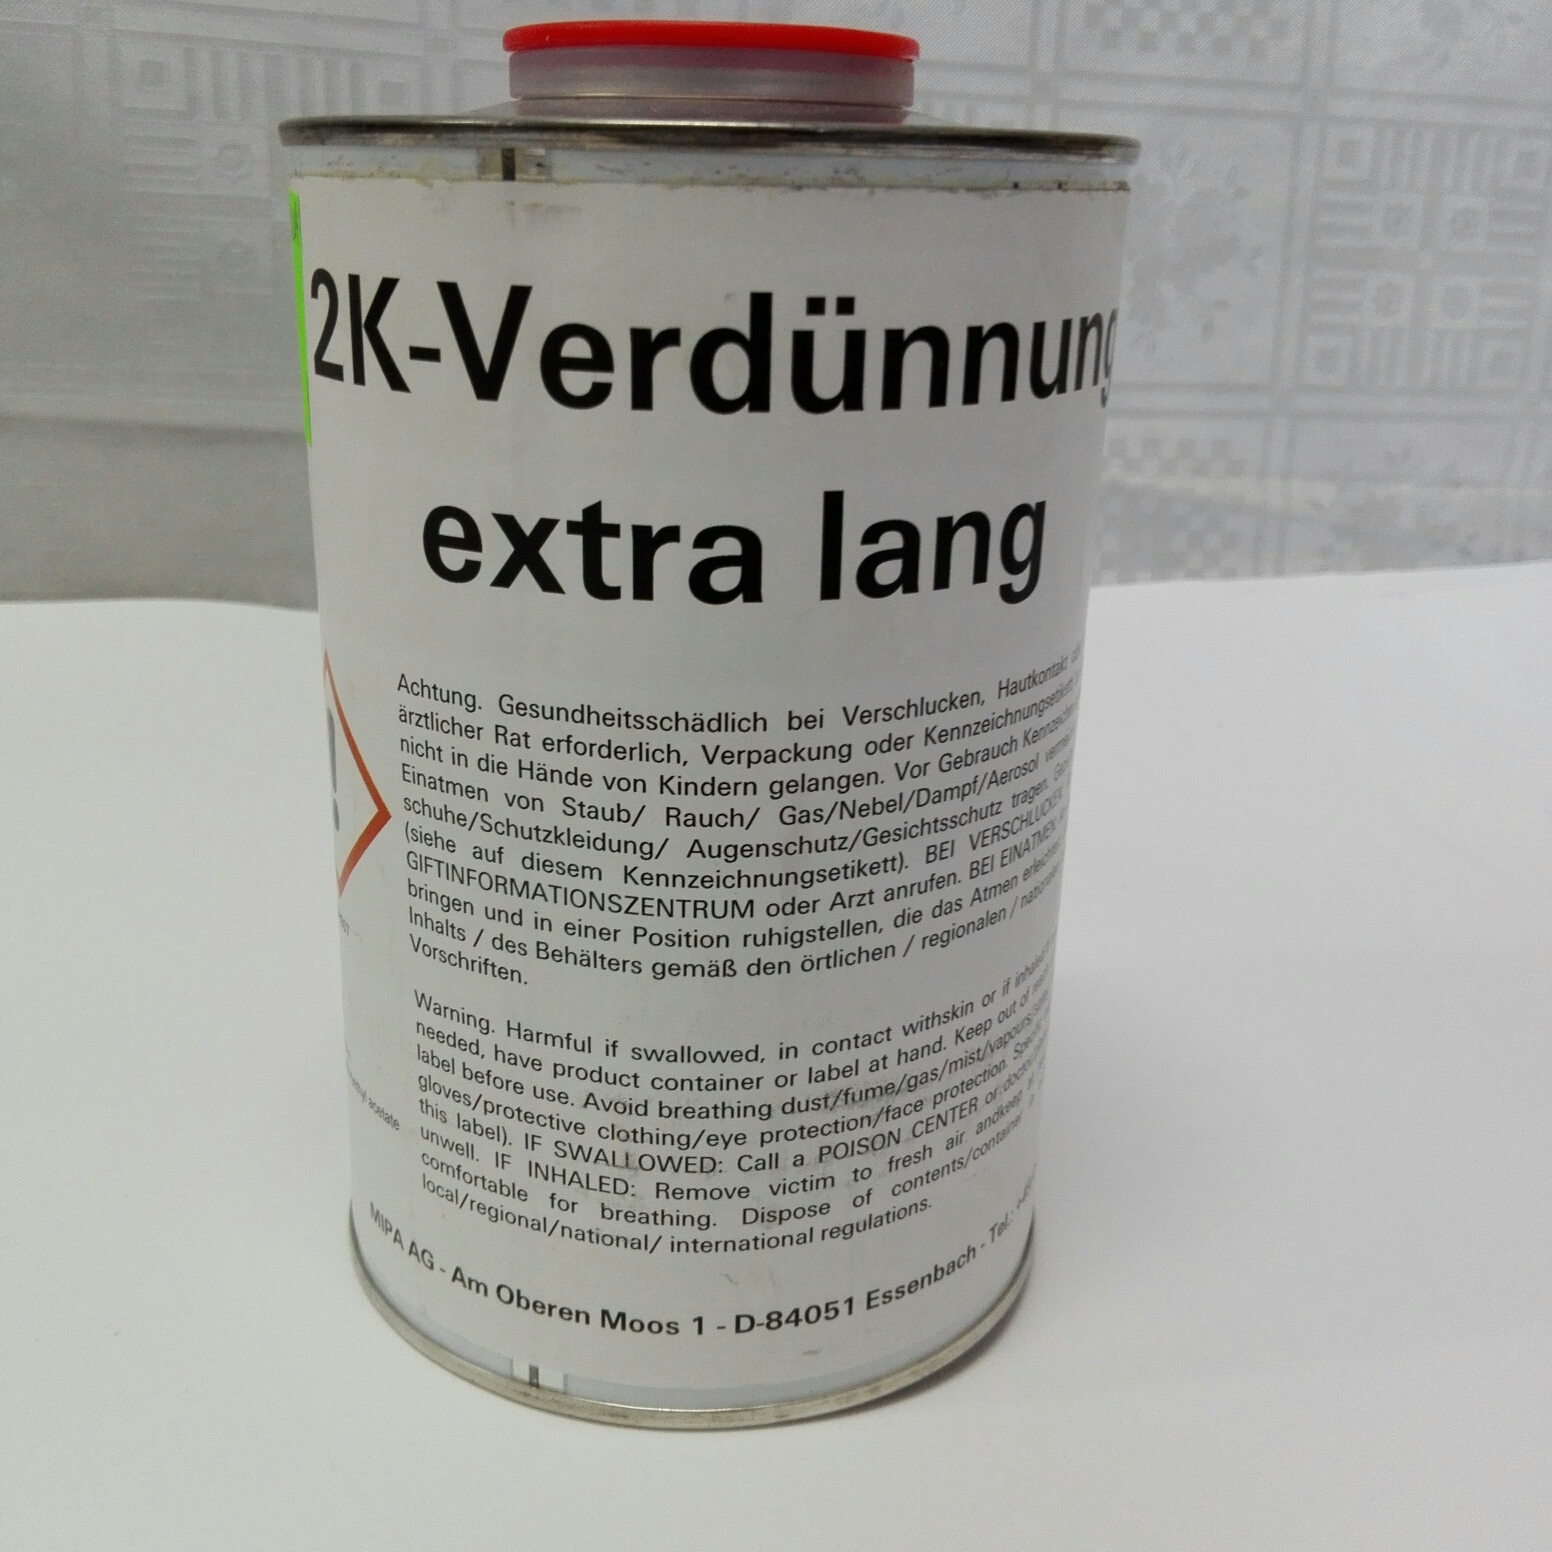 2K-Verdünnung
extra lang
Achtung. Gesundheitsschädlich bei Verschlucken, Hautkontakt
ärztlicher Rat erforderlich, Verpackung oder Kennzeichnungsetikett
nicht in die Hände von Kindern gelangen. Vor Gebrauch
Einatmen von Staub/ Rauch/ Gas/Nebel/Dampf/Aerosol
schuhe/Schutzkleidung/ Augenschutz/Gesichtsschutz tragen.
(siehe auf diesem Kennzeichnungsetikett). BEI VERSCHLUCKEN
GIFTINFORMATIONSZENTRUM oder Arzt anrufen. BEI EINATMEN
bringen und in einer Position ruhigstellen, die das Atmen
Inhalts / des Behälters gemäß den örtlichen / regionalen /
Vorschriften.
Warning. Harmful if swallowed, in contact withskin or if inhaled
needed, have product container or label at hand. Keep out of
label before use. Avoid breathing dust/fume/gas/mist/vapours/
gloves/protective clothing/eye protection/face protection.
this label). IF SWALLOWED: Call a POISON CENTER or
unwell. IF INHALED: Remove victim to fresh air andkeep
comfortable for breathing. Dispose of contents/container
local/regional/national/ international regulations.
acetate
MIPA AG - Am Oberen Moos 1 - D-84051 Essenbach - Tel.: